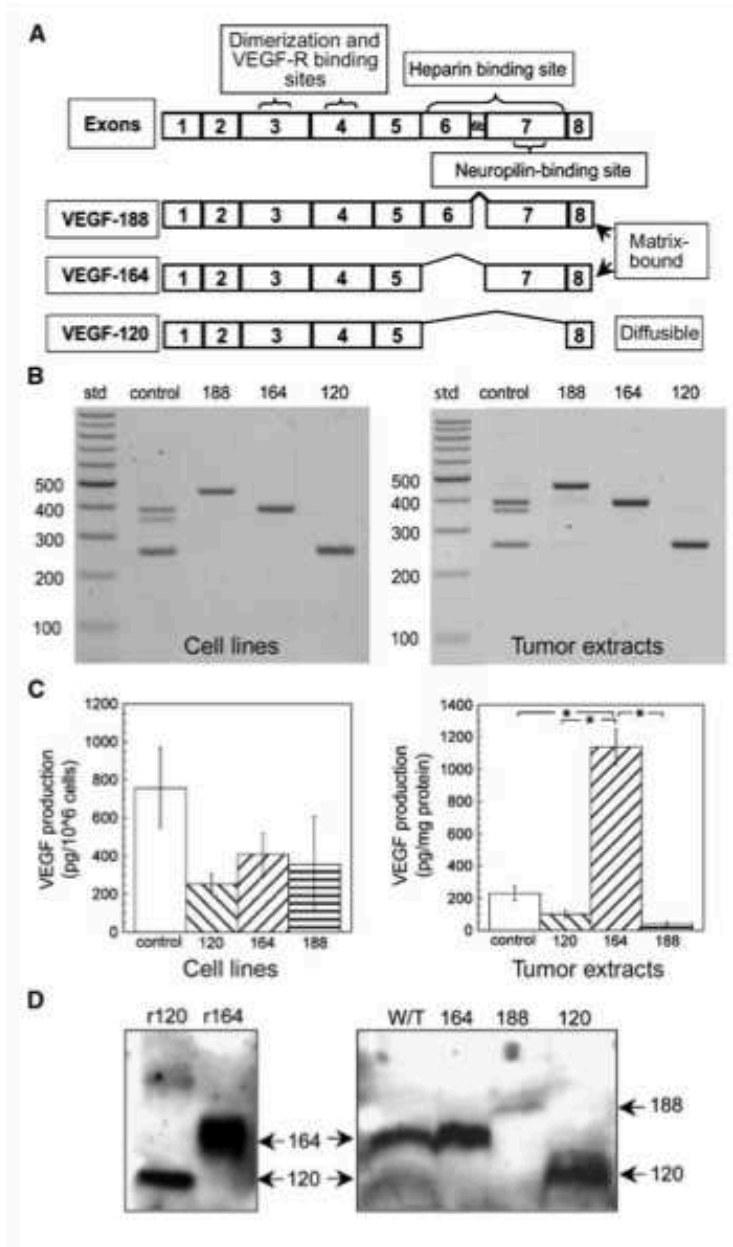 A
Dimerization and
VEGF-R binding
sites
Heparin binding site
Exons 1 2 3 4 5 6 7 8
Neuropilin-binding site
VEGF-188 1 2 3 4 5 6 7 8
Matrix-
bound
VEGF-164 1 2 3 4 5 7 8
VEGF-120 1 2 3 4 5 8 Diffusible
B
std control 188 164 120
500
400
300
200
100
Cell lines
std control 188 164 120
500
400
300
200
100
Tumor extracts
C
VEGF production
(pg/10^6 cells)
1200
1000
800
600
400
200
0
control 120 164 188
Cell lines
VEGF production
(pg/mg protein)
1400
1200
1000
800
600
400
200
0
* * *
control 120 164 188
Tumor extracts
D
r120 r164
W/T 164 188 120
164
120
188
120